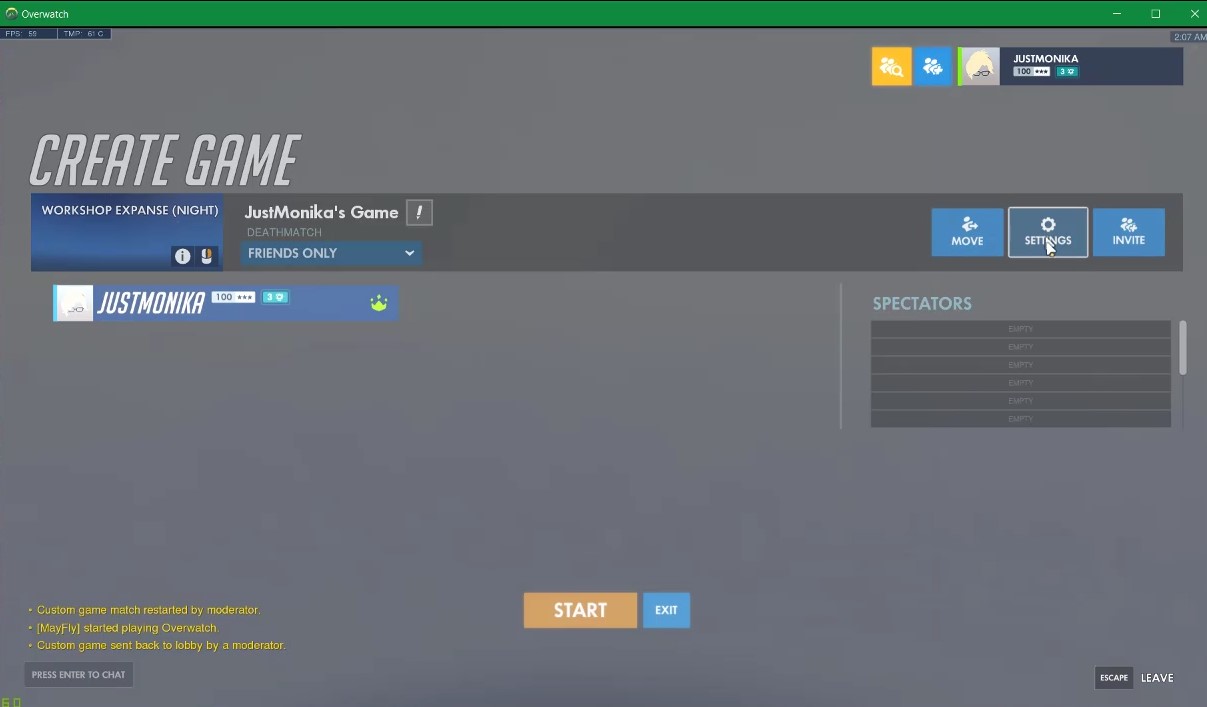 Overwatch
FPS: 59 TMP: 61 C
2:07 AM
JUSTMONIKA
100 ★★★ 3
CREATE GAME
WORKSHOP EXPANSE (NIGHT)
JustMonika's Game !
DEATHMATCH
FRIENDS ONLY
MOVE
SETTINGS
INVITE
JUSTMONIKA 100 ★★★ 3
SPECTATORS
EMPTY
EMPTY
EMPTY
EMPTY
EMPTY
EMPTY
• Custom game match restarted by moderator.
• [MayFly] started playing Overwatch.
• Custom game sent back to lobby by a moderator.
START
EXIT
PRESS ENTER TO CHAT
ESCAPE LEAVE
60